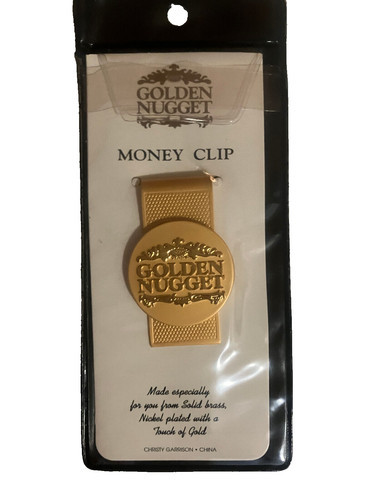 GOLDEN
NUGGET
MONEY CLIP
GOLDEN
NUGGET
Made especially
for you from Solid brass,
Nickel plated with a
Touch of Gold
CHRISTY GARRISON • CHINA